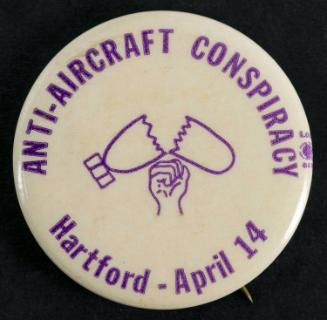 ANTI-AIRCRAFT CONSPIRACY
Hartford - April 14